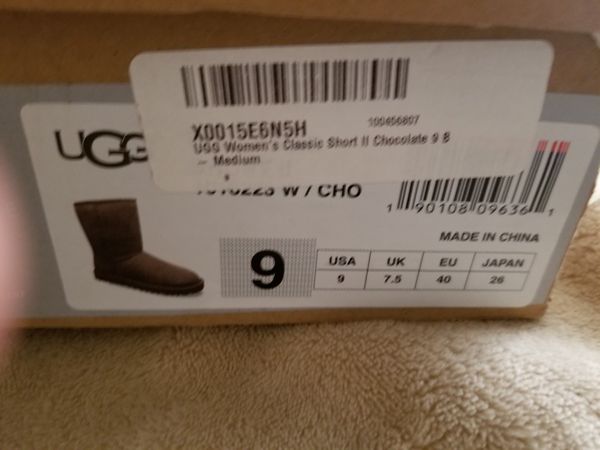 X0015E6N5H
UGG Women's Classic Short II Chocolate 9 B
-- Medium
UGG
W / CHO
1 90108 09636 1
MADE IN CHINA
9
USA UK EU JAPAN
9 7.5 40 26